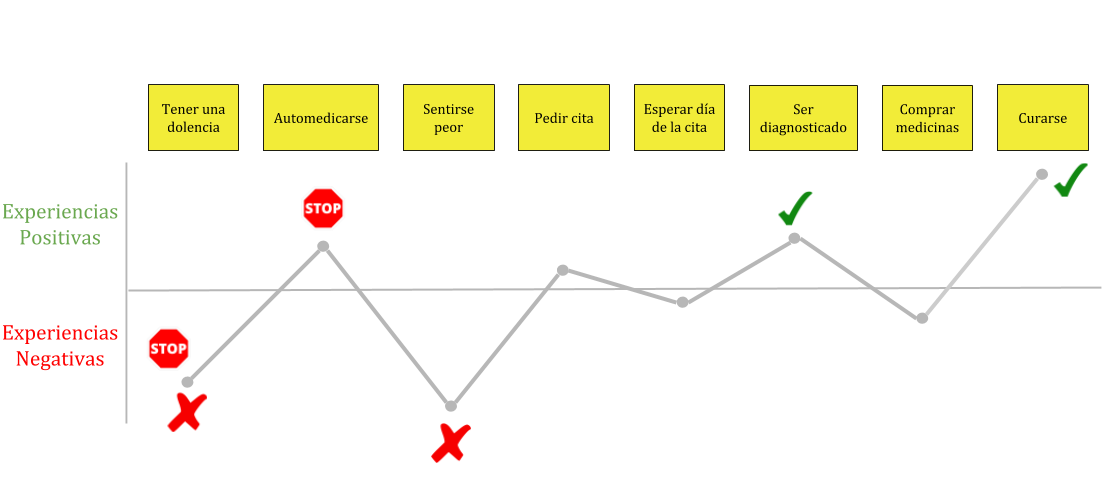 Tener una
dolencia
Automedicarse
Sentirse
peor
Pedir cita
Esperar día
de la cita
Ser
diagnosticado
Comprar
medicinas
Curarse
Experiencias
Positivas
STOP
Experiencias
Negativas
STOP